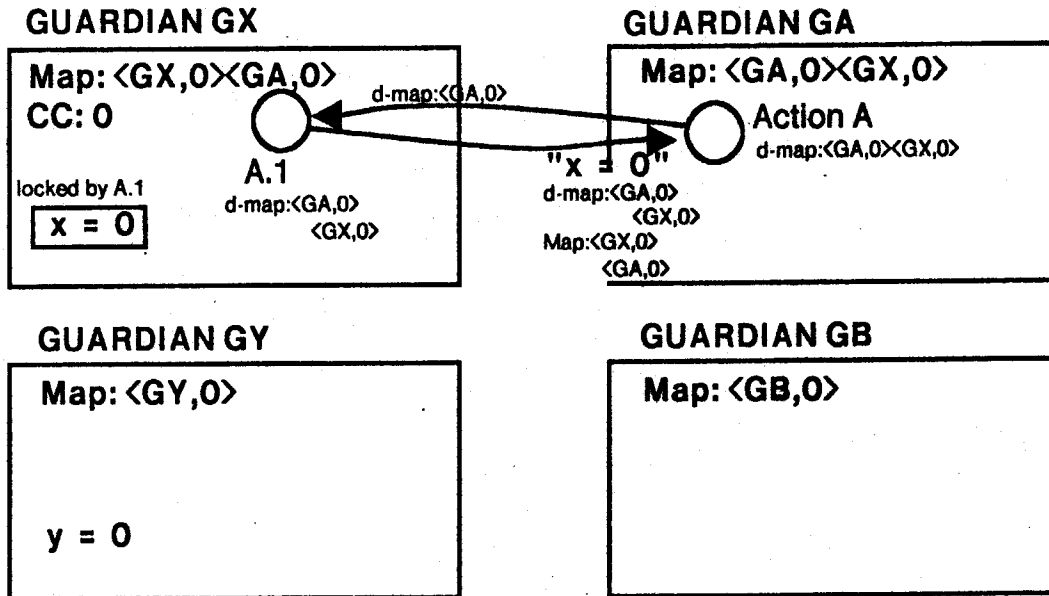 GUARDIAN GX
Map: <GX,0><GA,0>
CC: 0
A.1
d-map:<GA,0>
<GX,0>
locked by A.1
x = 0
d-map:<GA,0>
"x = 0"
d-map:<GA,0>
<GX,0>
Map:<GX,0>
<GA,0>
GUARDIAN GA
Map: <GA,0><GX,0>
Action A
d-map:<GA,0><GX,0>
GUARDIAN GY
Map: <GY,0>
y = 0
GUARDIAN GB
Map: <GB,0>